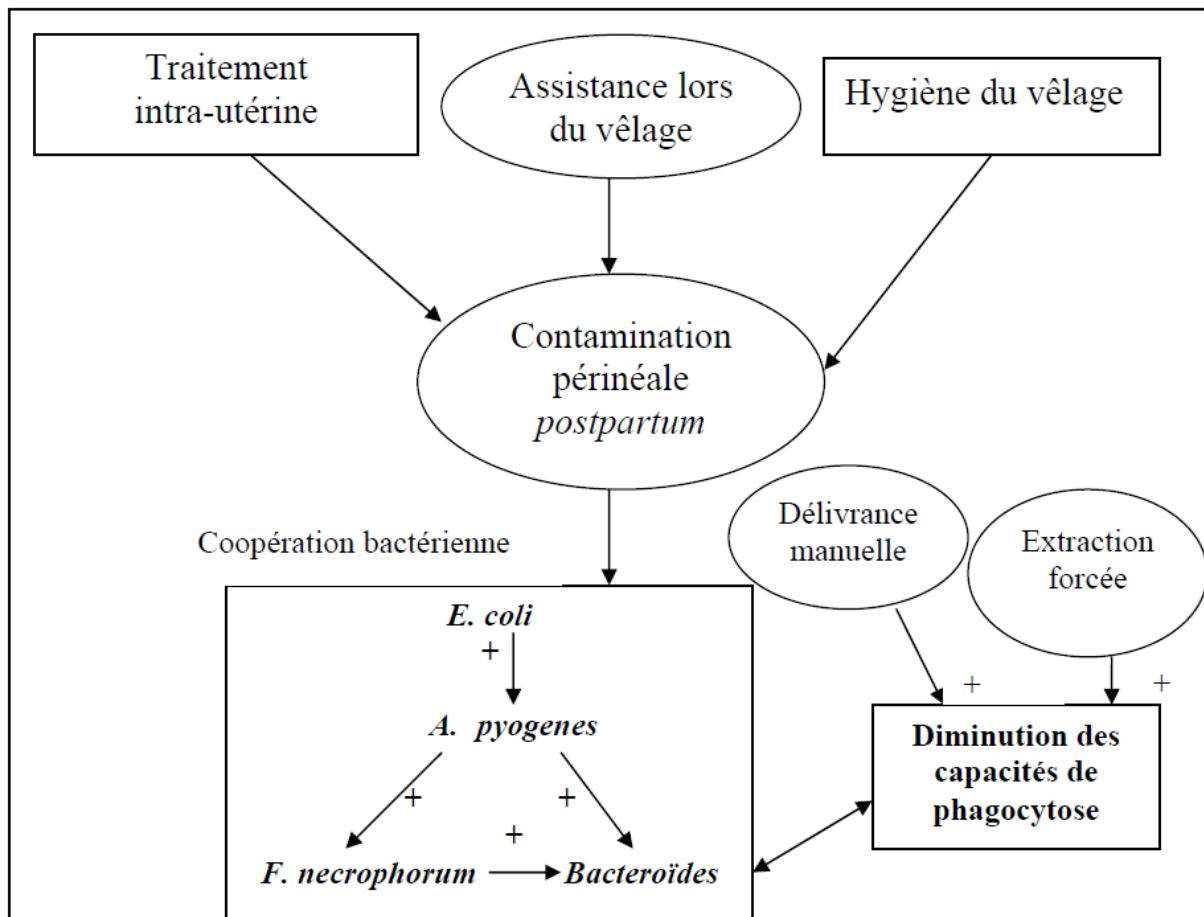 Traitement
intra-utérine
Assistance lors
du vêlage
Hygiène du vêlage
Contamination
périnéale
postpartum
Délivrance
manuelle
Extraction
forcée
Coopération bactérienne
E. coli
+
A. pyogenes
+
+
+
F. necrophorum
Bacteroïdes
+
+
Diminution des
capacités de
phagocytose